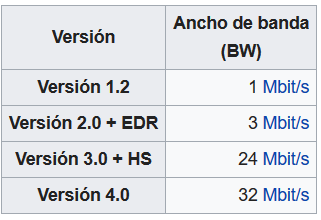 Versión Ancho de banda
(BW)
Versión 1.2 1 Mbit/s
Versión 2.0 + EDR 3 Mbit/s
Versión 3.0 + HS 24 Mbit/s
Versión 4.0 32 Mbit/s